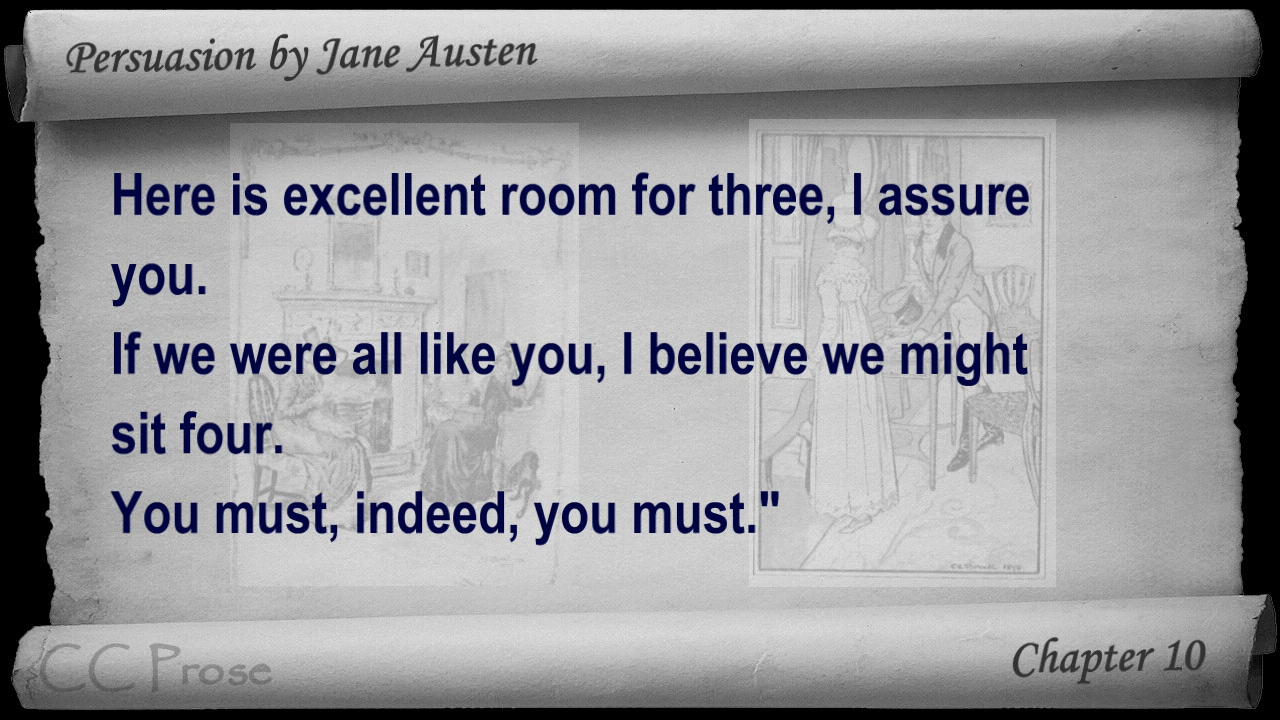 Persuasion by Jane Austen
Here is excellent room for three, I assure
you.
If we were all like you, I believe we might
sit four.
You must, indeed, you must."
CC Prose
Chapter 10